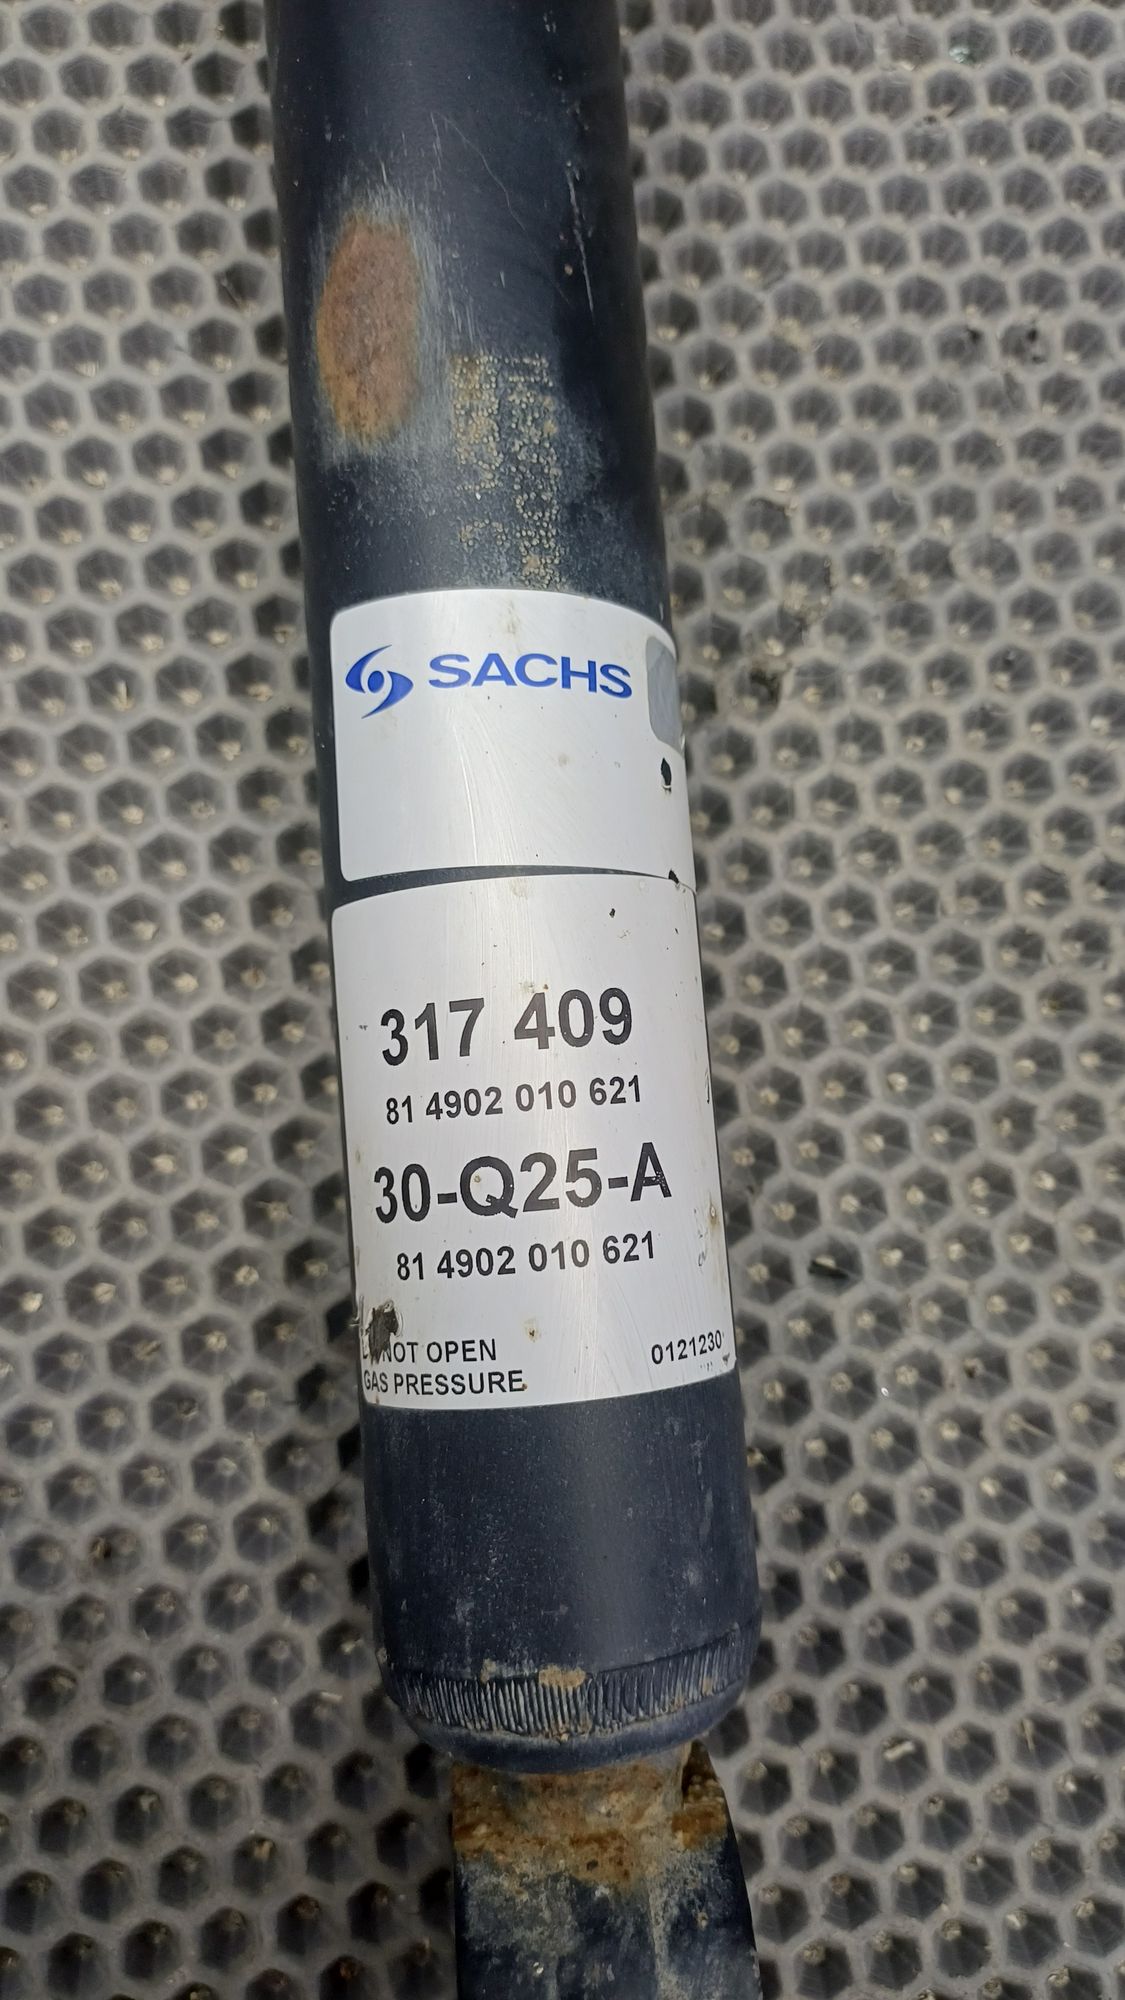 SACHS
317 409
81 4902 010 621
30-Q25-A
81 4902 010 621
NOT OPEN
GAS PRESSURE
0121230